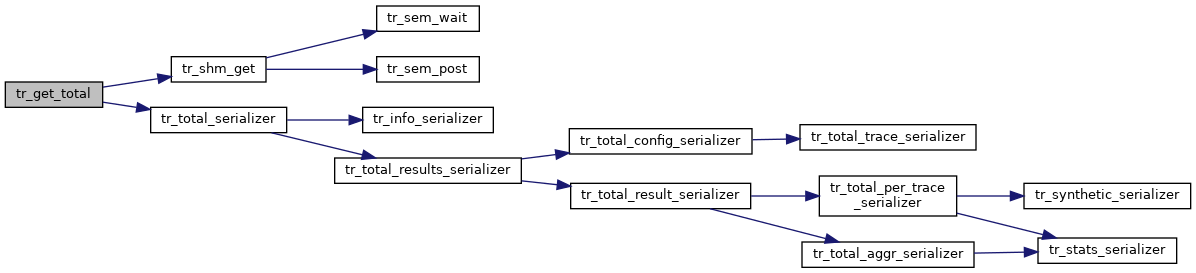 tr_get_total
tr_shm_get
tr_sem_wait
tr_sem_post
tr_total_serializer
tr_info_serializer
tr_total_results_serializer
tr_total_config_serializer
tr_total_trace_serializer
tr_total_result_serializer
tr_total_per_trace
_serializer
tr_synthetic_serializer
tr_stats_serializer
tr_total_aggr_serializer